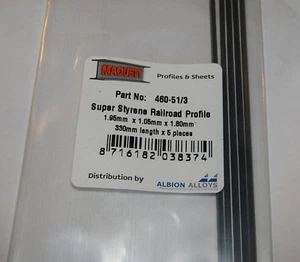 MAQUETT Profiles & Sheets
Part No: 460-51/3
Super Styrene Railroad Profile
1.95mm x 1.05mm x 1.80mm
330mm length x 6 pieces
8 716182 038374
Distribution by ALBION ALLOYS